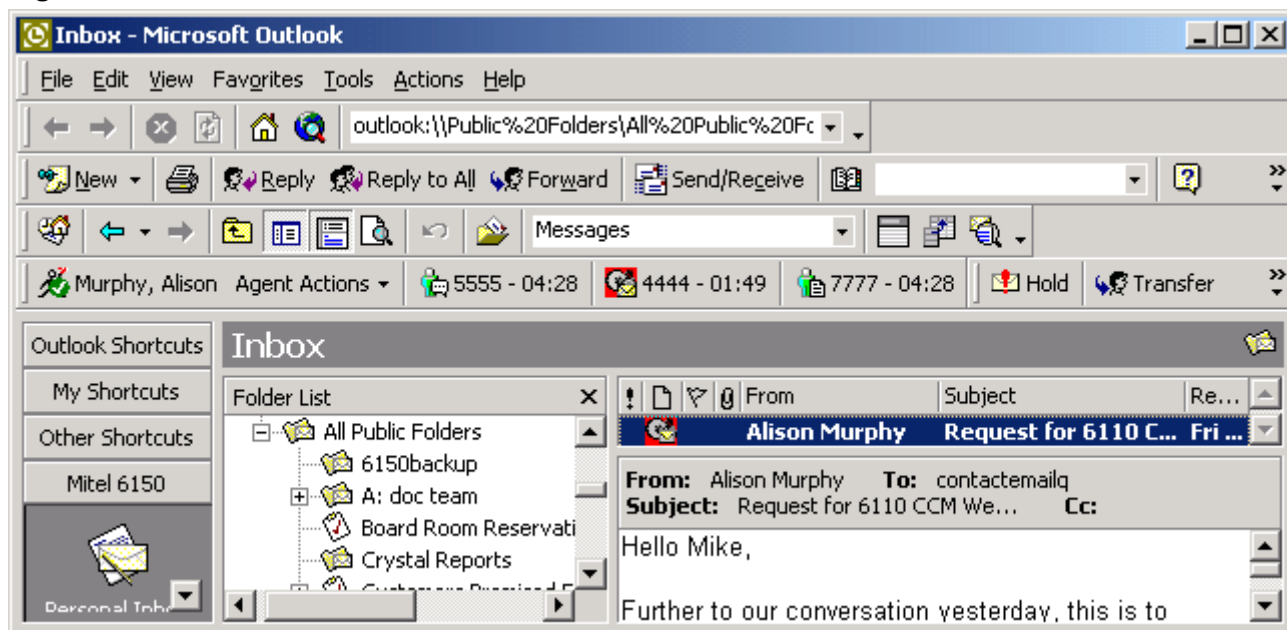 Inbox - Microsoft Outlook
File Edit View Favorites Tools Actions Help
outlook:\\Public%20Folders\All%20Public%20Fc
New Reply Reply to All Forward Send/Receive
Messages
Murphy, Alison Agent Actions 5555 - 04:28 4444 - 01:49 7777 - 04:28 Hold Transfer
Outlook Shortcuts
My Shortcuts
Other Shortcuts
Mitel 6150
Personal
Inbox
Folder List
All Public Folders
6150backup
A: doc team
Board Room Reservati
Crystal Reports
From Subject Re...
Alison Murphy Request for 6110 C... Fri ...
From: Alison Murphy To: contactemailq
Subject: Request for 6110 CCM We... Cc:
Hello Mike,
Further to our conversation yesterday, this is to